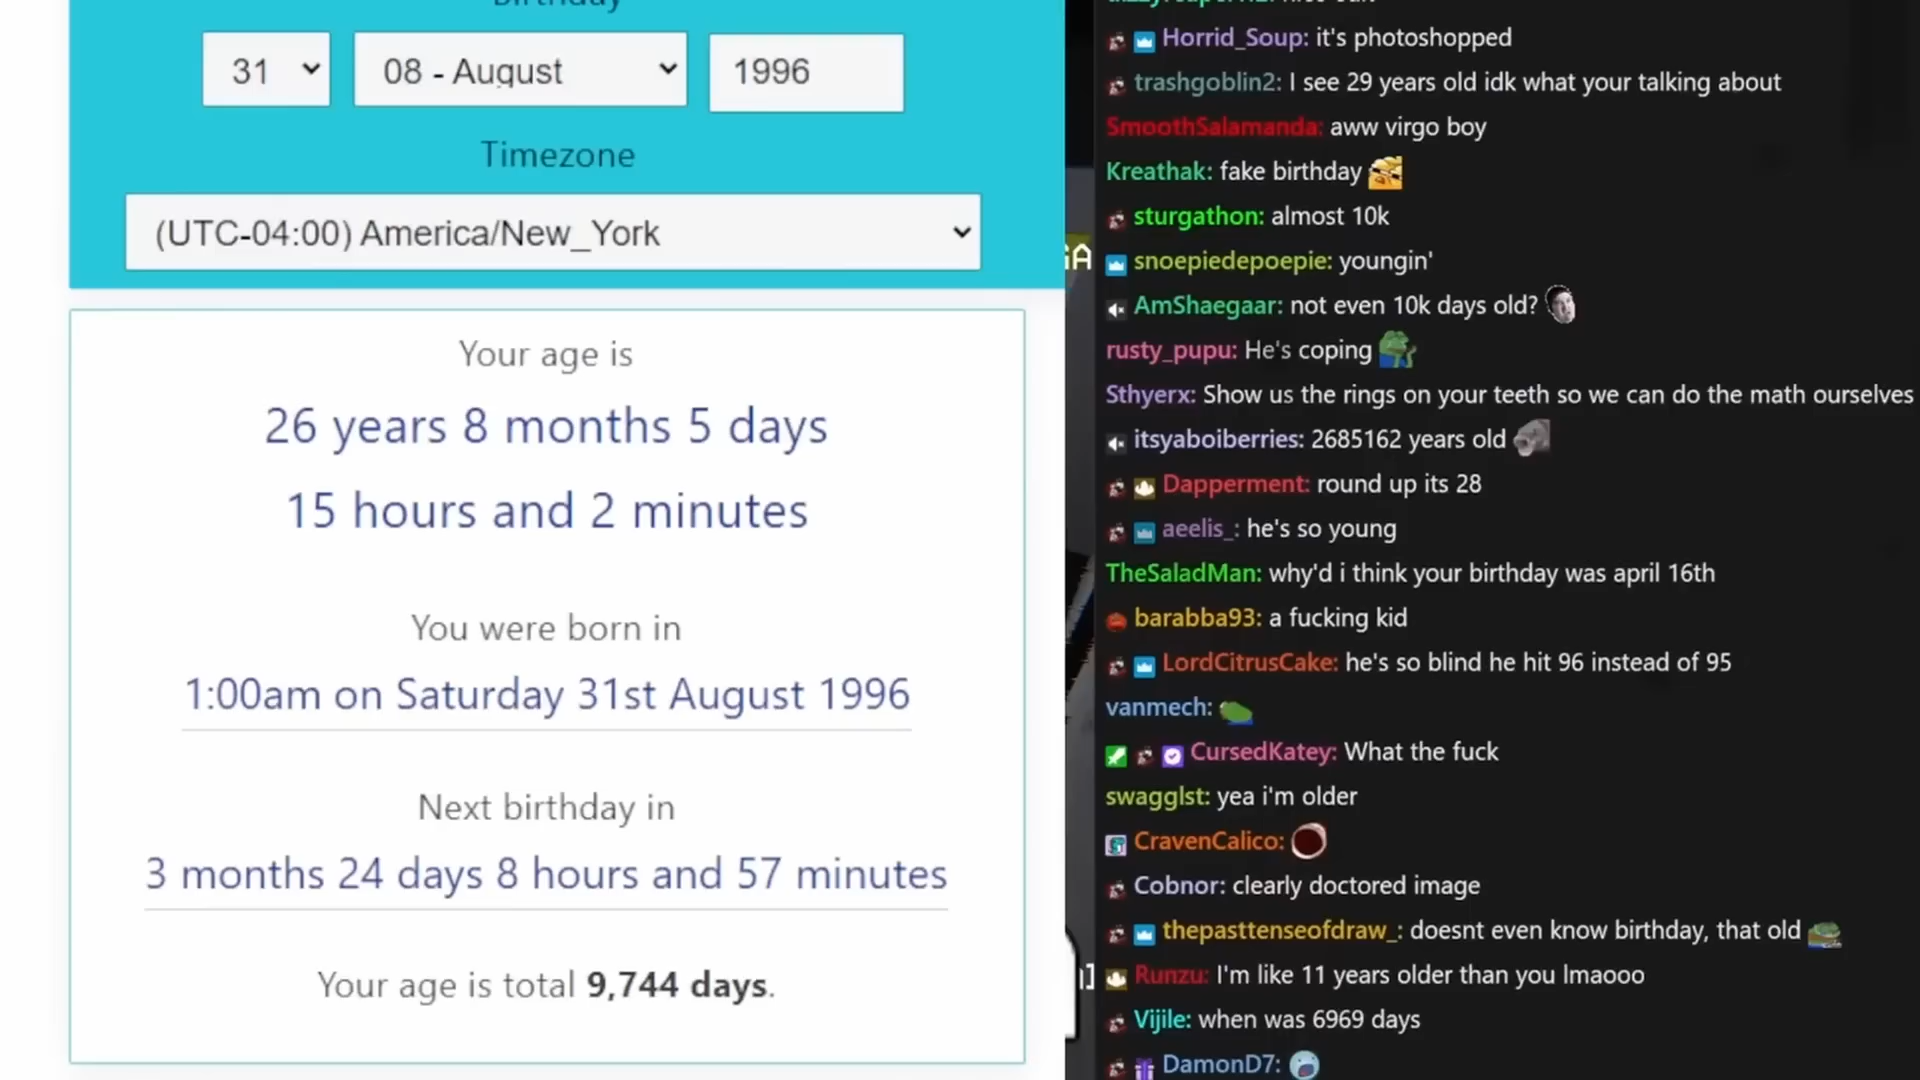 Birthday
31
08 - August
1996
Timezone
(UTC-04:00) America/New_York
Your age is
26 years 8 months 5 days
15 hours and 2 minutes
You were born in
1:00am on Saturday 31st August 1996
Next birthday in
3 months 24 days 8 hours and 57 minutes
Your age is total 9,744 days.
Horrid_Soup: it's photoshopped
trashgoblin2: I see 29 years old idk what your talking about
SmoothSalamanda: aww virgo boy
Kreathak: fake birthday
sturgathon: almost 10k
snoepiedepoepie: youngin'
AmShaegaar: not even 10k days old?
rusty_pupu: He's coping
Sthyerx: Show us the rings on your teeth so we can do the math ourselves
itsyaboiberries: 2685162 years old
Dapperment: round up its 28
aeelis_: he's so young
TheSaladMan: why'd i think your birthday was april 16th
barabba93: a fucking kid
LordCitrusCake: he's so blind he hit 96 instead of 95
vanmech:
CursedKatey: What the fuck
swagglst: yea i'm older
CravenCalico:
Cobnor: clearly doctored image
thepasttenseofdraw_: doesnt even know birthday, that old
Runzu: I'm like 11 years older than you lmaooo
Vijile: when was 6969 days
DamonD7: